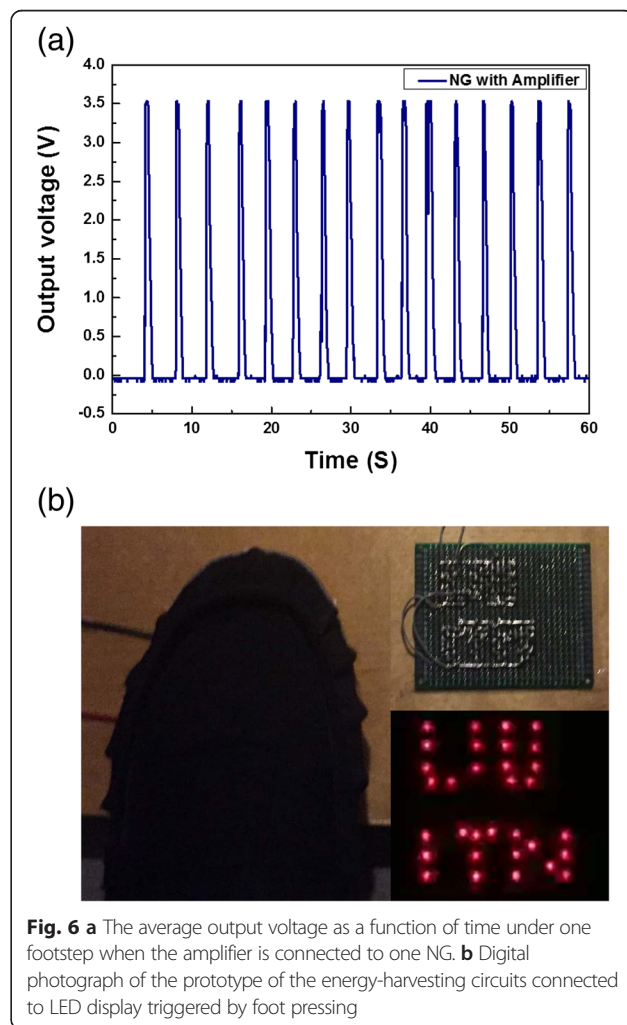 (a)
4.0
3.5
3.0
2.5
2.0
1.5
1.0
0.5
0.0
-0.5
Output voltage (V)
NG with Amplifier
0 10 20 30 40 50 60
Time (S)
(b)
LiU
ITN
Fig. 6 a The average output voltage as a function of time under one
footstep when the amplifier is connected to one NG. b Digital
photograph of the prototype of the energy-harvesting circuits connected
to LED display triggered by foot pressing